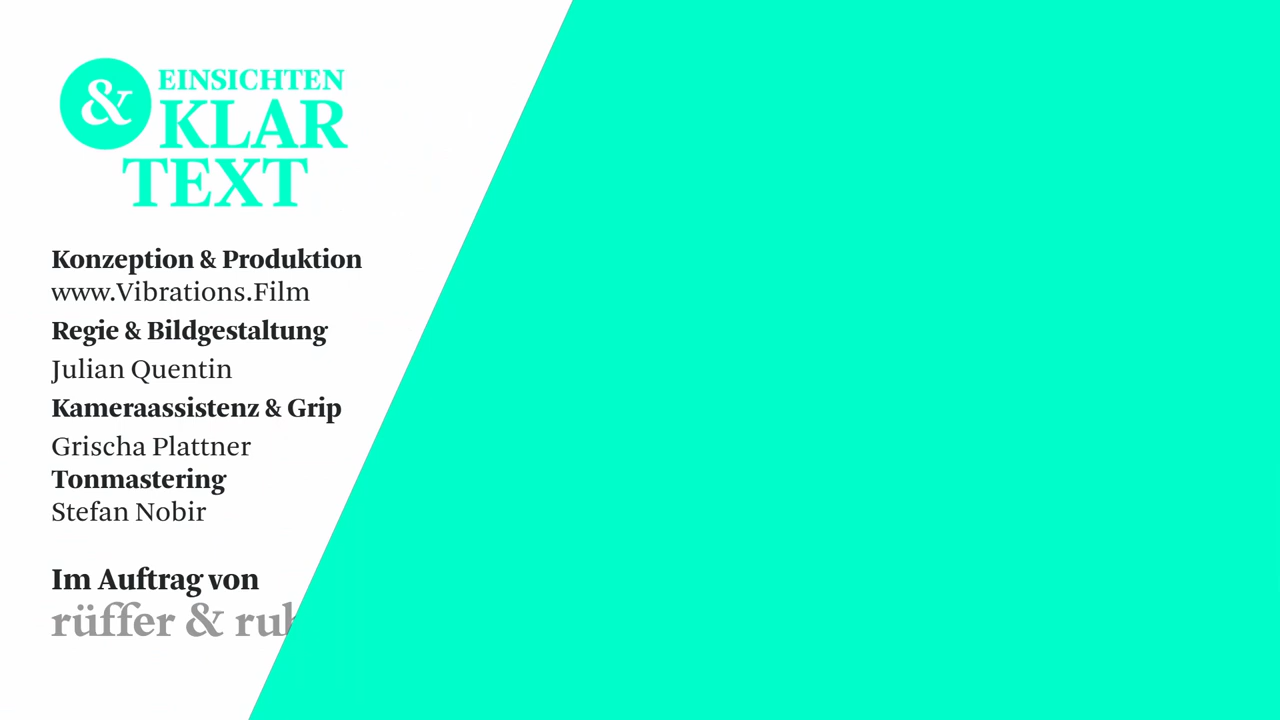 & EINSICHTEN
KLAR
TEXT
Konzeption & Produktion
www.Vibrations.Film
Regie & Bildgestaltung
Julian Quentin
Kameraassistenz & Grip
Grischa Plattner
Tonmastering
Stefan Nobir
Im Auftrag von
rüffer &